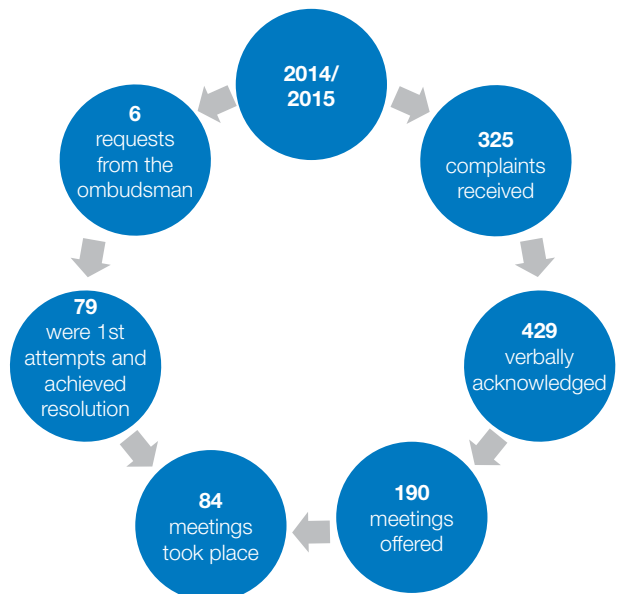 2014/
2015
325
complaints
received
429
verbally
acknowledged
190
meetings
offered
84
meetings
took place
79
were 1st
attempts and
achieved
resolution
6
requests
from the
ombudsman